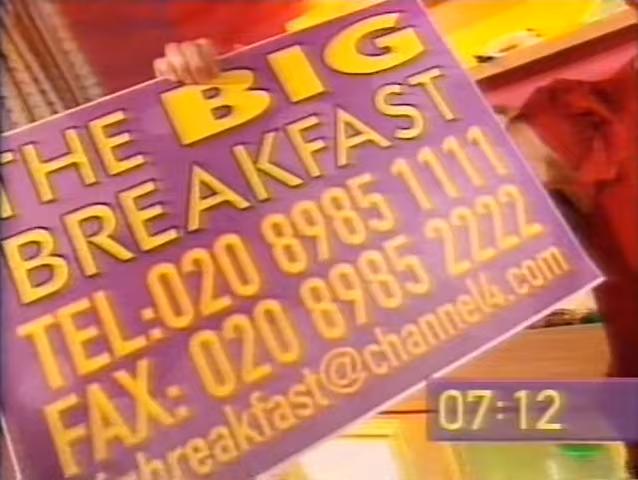 THE BIG
BREAKFAST
TEL: 020 8985 1111
FAX: 020 8985 2222
breakfast@channel4.com
07:12